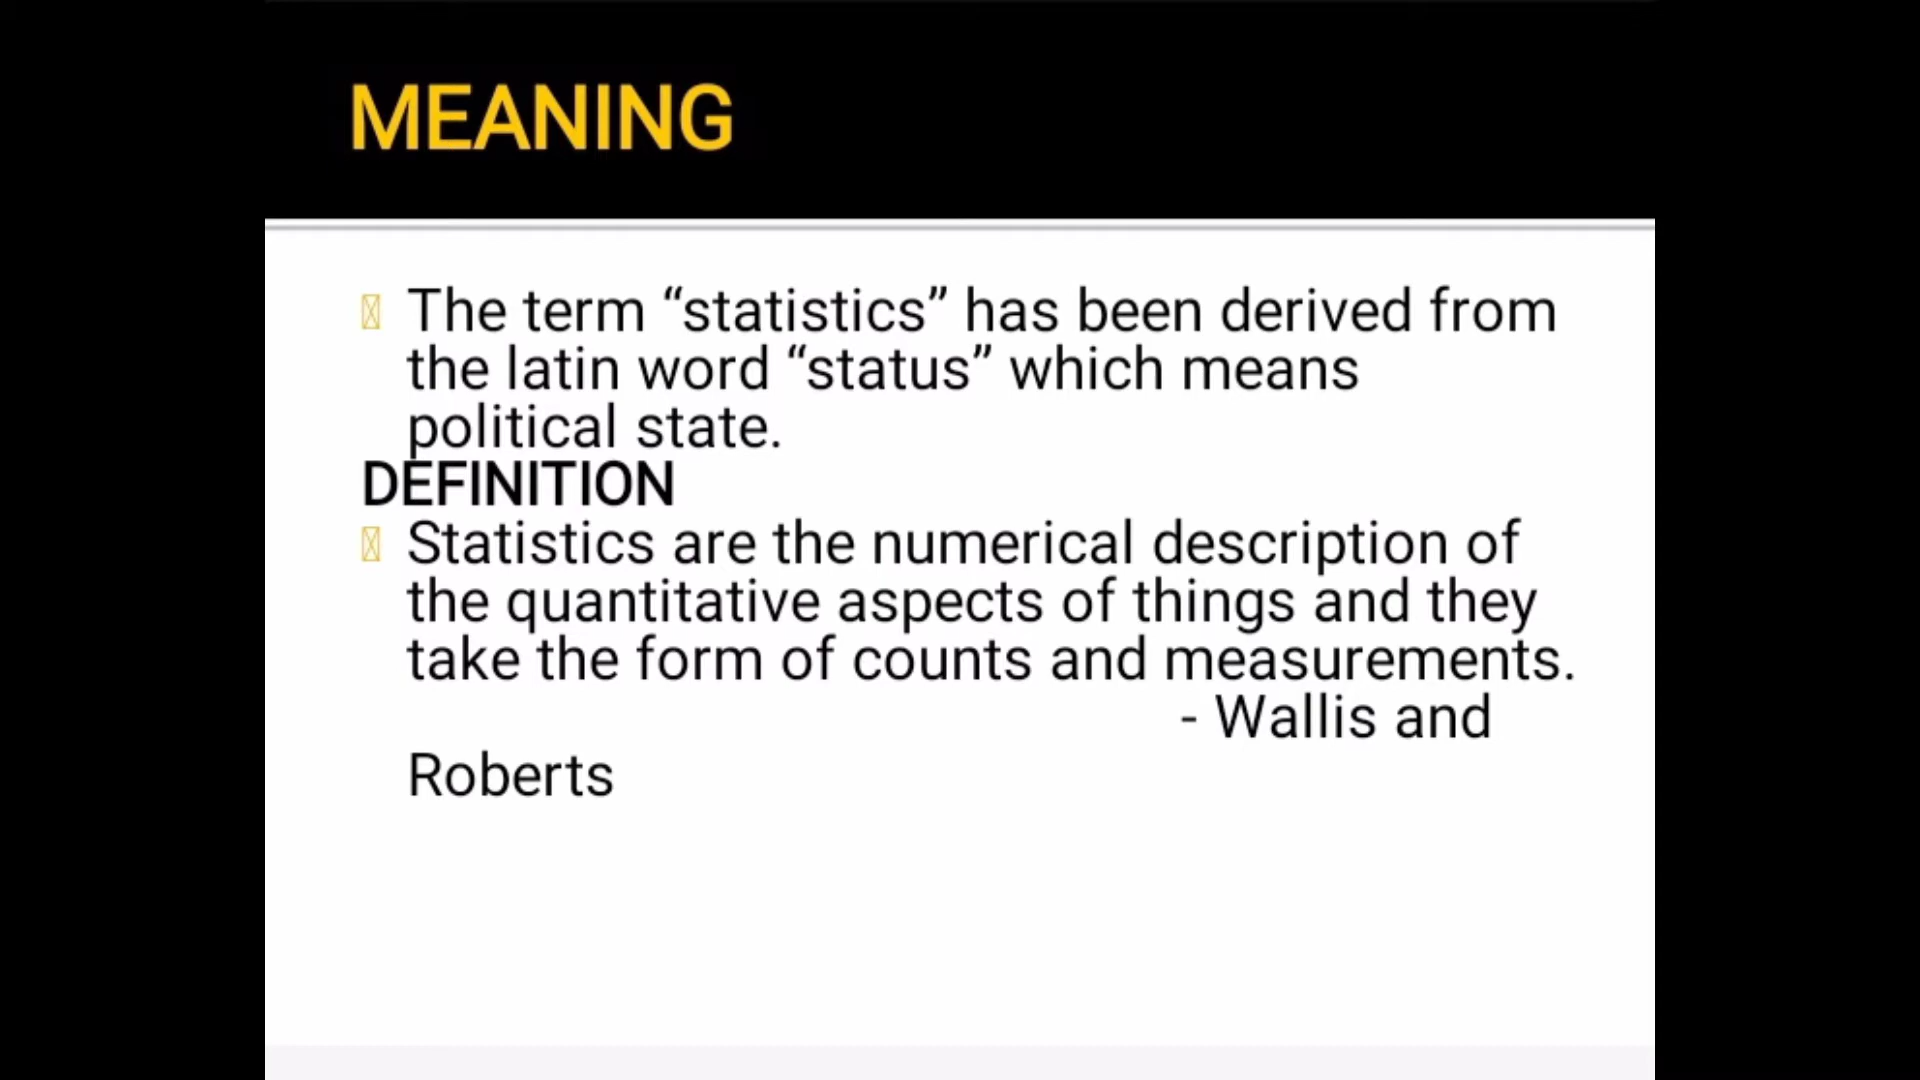 MEANING
The term “statistics” has been derived from
the latin word “status” which means
political state.
DEFINITION
Statistics are the numerical description of
the quantitative aspects of things and they
take the form of counts and measurements.
- Wallis and
Roberts